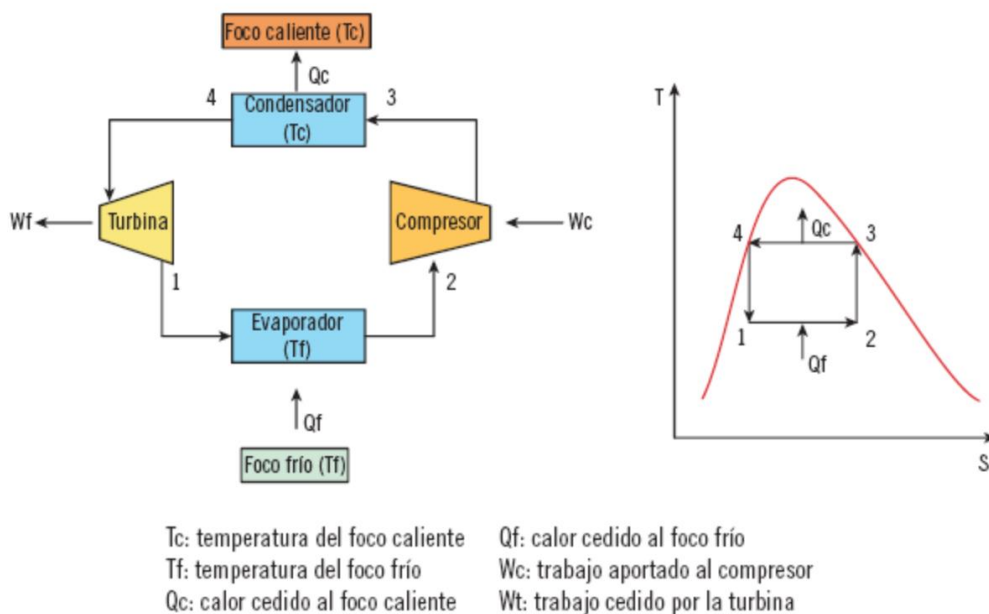 Foco caliente (Tc)
Qc
4
Condensador
(Tc)
3
Wf
Turbina
Compresor
Wc
1
2
Evaporador
(Tf)
Qf
Foco frío (Tf)
T
4
Qc
3
1
2
Qf
S
Tc: temperatura del foco caliente
Tf: temperatura del foco frío
Qc: calor cedido al foco caliente
Qf: calor cedido al foco frío
Wc: trabajo aportado al compresor
Wt: trabajo cedido por la turbina